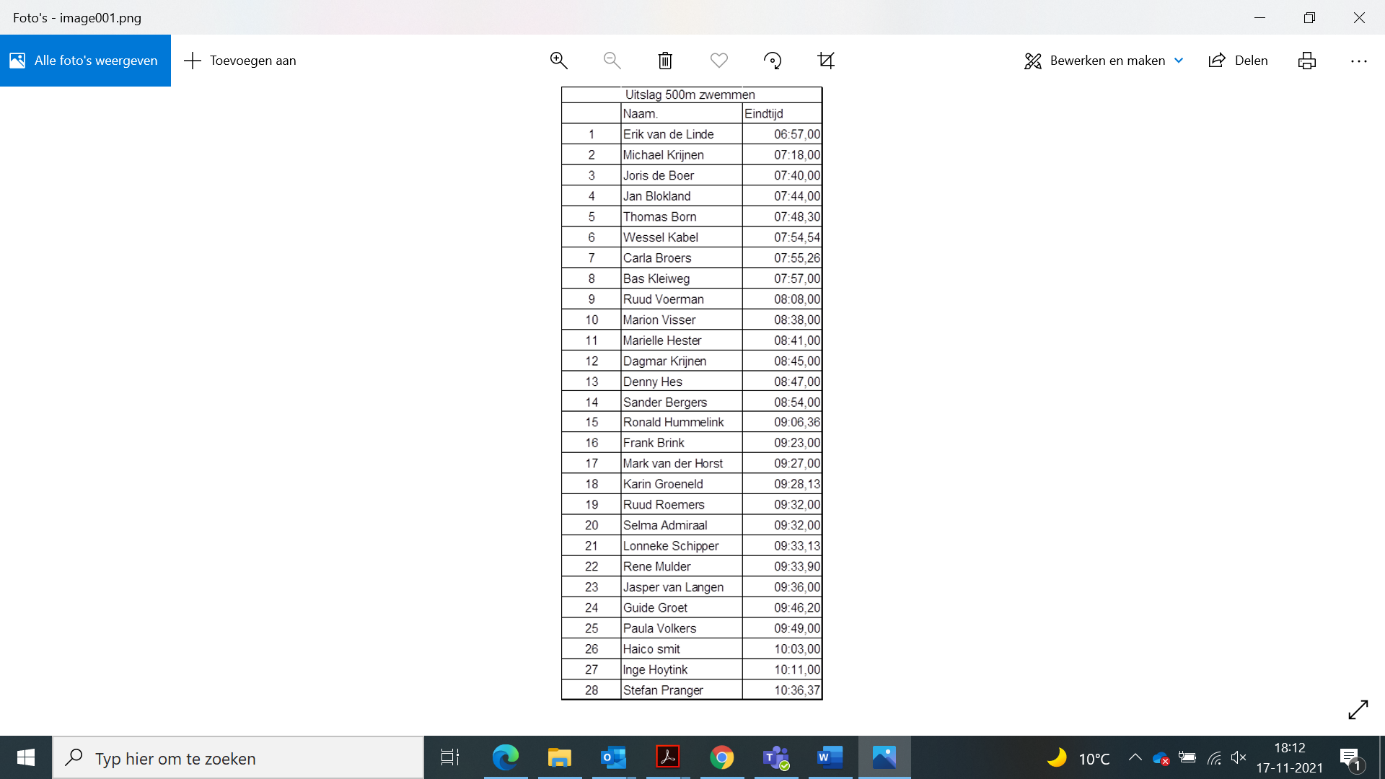 Foto's - image001.png
Alle foto's weergeven
Toevoegen aan
Bewerken en maken
Delen
Uitslag 500m zwemmen
Naam. Eindtijd
1 Erik van de Linde 06:57,00
2 Michael Krijnen 07:18,00
3 Joris de Boer 07:40,00
4 Jan Blokland 07:44,00
5 Thomas Born 07:48,30
6 Wessel Kabel 07:54,54
7 Carla Broers 07:55,26
8 Bas Kleiweg 07:57,00
9 Ruud Voerman 08:08,00
10 Marion Visser 08:38,00
11 Marielle Hester 08:41,00
12 Dagmar Krijnen 08:45,00
13 Denny Hes 08:47,00
14 Sander Bergers 08:54,00
15 Ronald Hummelink 09:06,36
16 Frank Brink 09:23,00
17 Mark van der Horst 09:27,00
18 Karin Groeneld 09:28,13
19 Ruud Roemers 09:32,00
20 Selma Admiraal 09:32,00
21 Lonneke Schipper 09:33,13
22 Rene Mulder 09:33,90
23 Jasper van Langen 09:36,00
24 Guide Groet 09:46,20
25 Paula Volkers 09:49,00
26 Haico smit 10:03,00
27 Inge Hoytink 10:11,00
28 Stefan Pranger 10:36,37
Typ hier om te zoeken
10°C
18:12
17-11-2021
1